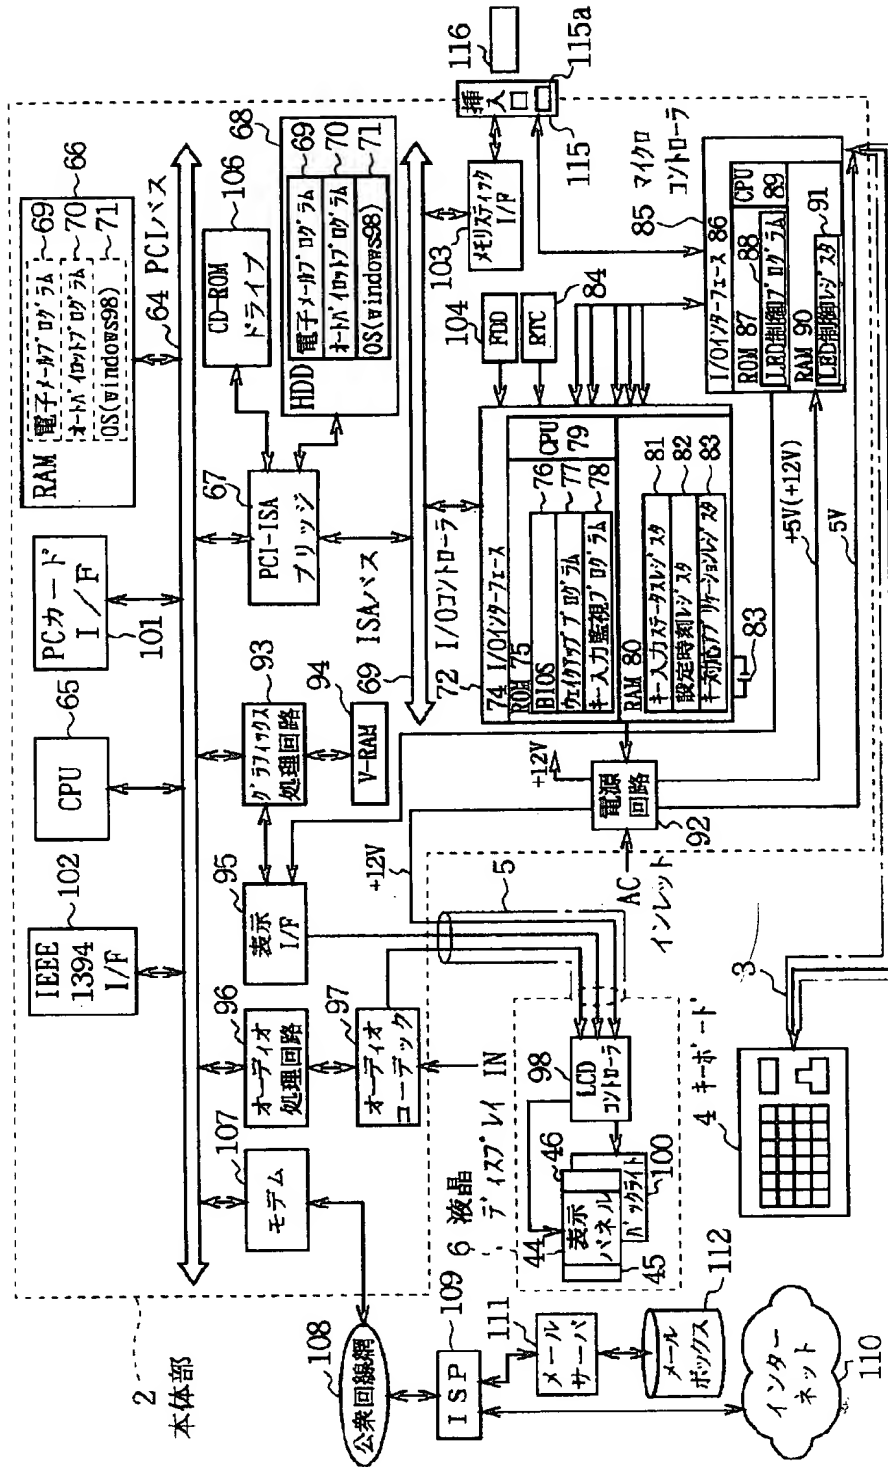 2
本体部
107
モデム
96
オーディオ
処理回路
97
オーディオ
コーデック
IN
102
IEEE
1394
I/F
65
CPU
PCカード
I/F
101
66
RAM
電子メールプログラム
69
オートパイロットプログラム
70
OS(windows98)
71
64 PCIバス
95
表示
I/F
93
グラフィックス
処理回路
94
V-RAM
67
PCI-ISA
ブリッジ
106
CD-ROM
ドライブ
68
HDD
電子メールプログラム
69
オートパイロットプログラム
70
OS(windows98)
71
69 ISAバス
72 I/Oコントローラ
74 I/Oインターフェース
ROM 75
BIOS
76
ウェイクアッププログラム
77
キー入力監視プログラム
78
CPU
79
RAM 80
キー入力ステータスレジスタ
81
設定時刻レジスタ
82
キー対応アプリケーションレジスタ
83
83
104
FDD
RTC
84
103
メモリスティック
I/F
挿入
115
115a
116
85 マイクロ
コントローラ
I/Oインターフェース 86
ROM 87
88
LED制御プログラム
CPU
89
RAM 90
LED制御レジスタ
91
+12V
+12V
電源
回路
92
AC
インレット
+5V(+12V)
5V
5
6 液晶
ディスプレイ
98
LCD
コントローラ
44
表示
パネル
46
45
バックライト
100
3
4 キーボード
108
公衆回線網
109
ISP
111
メール
サーバ
112
メール
ボックス
インター
ネット
110